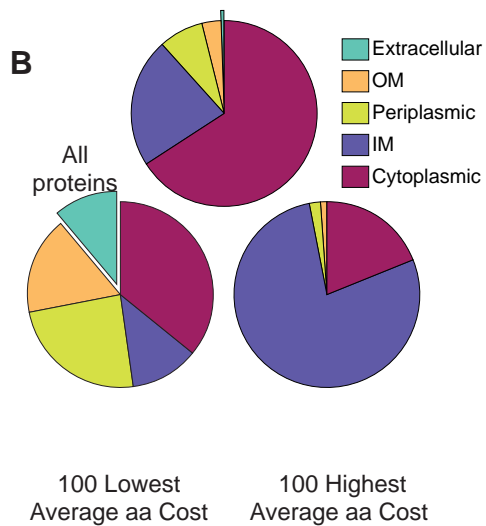 B
Extracellular
OM
Periplasmic
IM
Cytoplasmic
All
proteins
100 Lowest
Average aa Cost
100 Highest
Average aa Cost